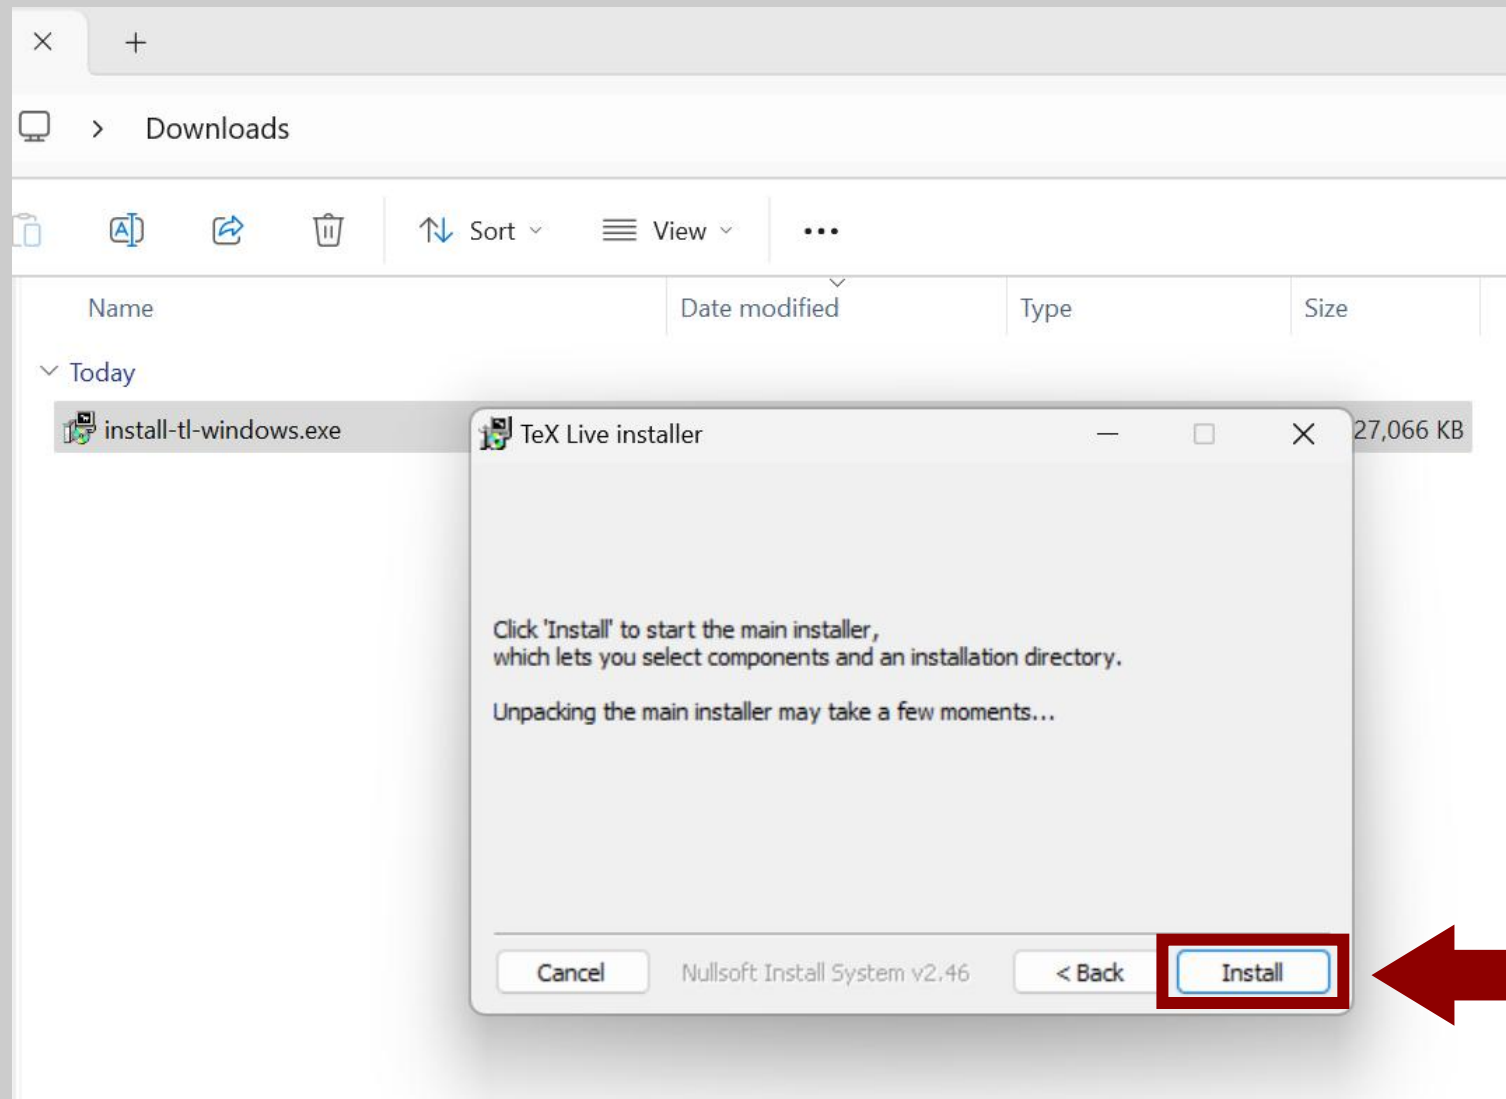 Downloads
Sort
View
Name Date modified Type Size
Today
install-tl-windows.exe
27,066 KB
TeX Live installer
Click 'Install' to start the main installer,
which lets you select components and an installation directory.
Unpacking the main installer may take a few moments...
Cancel Nullsoft Install System v2.46 < Back Install